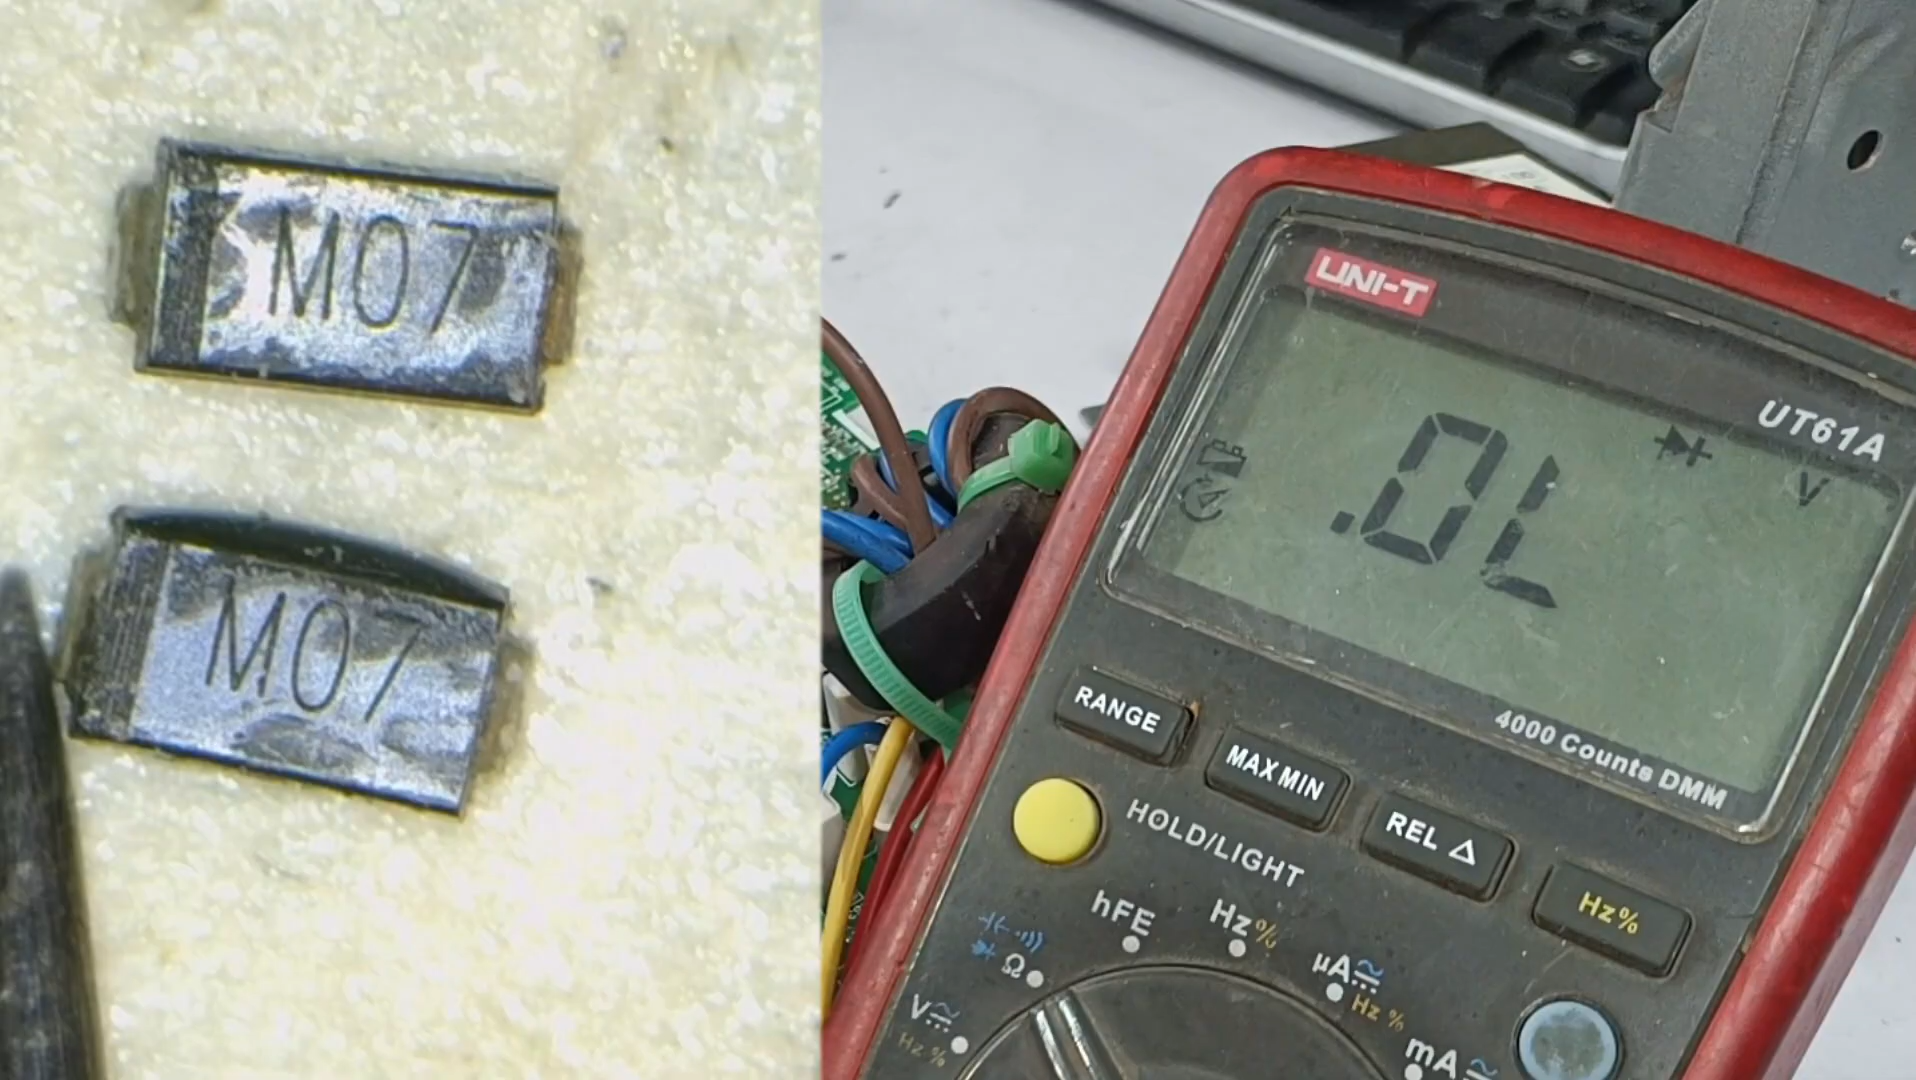 M07
M07
UNI-T
UT61A
.0L
V
4000 Counts DMM
RANGE
MAX MIN
REL △
HOLD/LIGHT
Hz%
hFE
Hz%
µA
Hz%
Ω
V
Hz%
mA